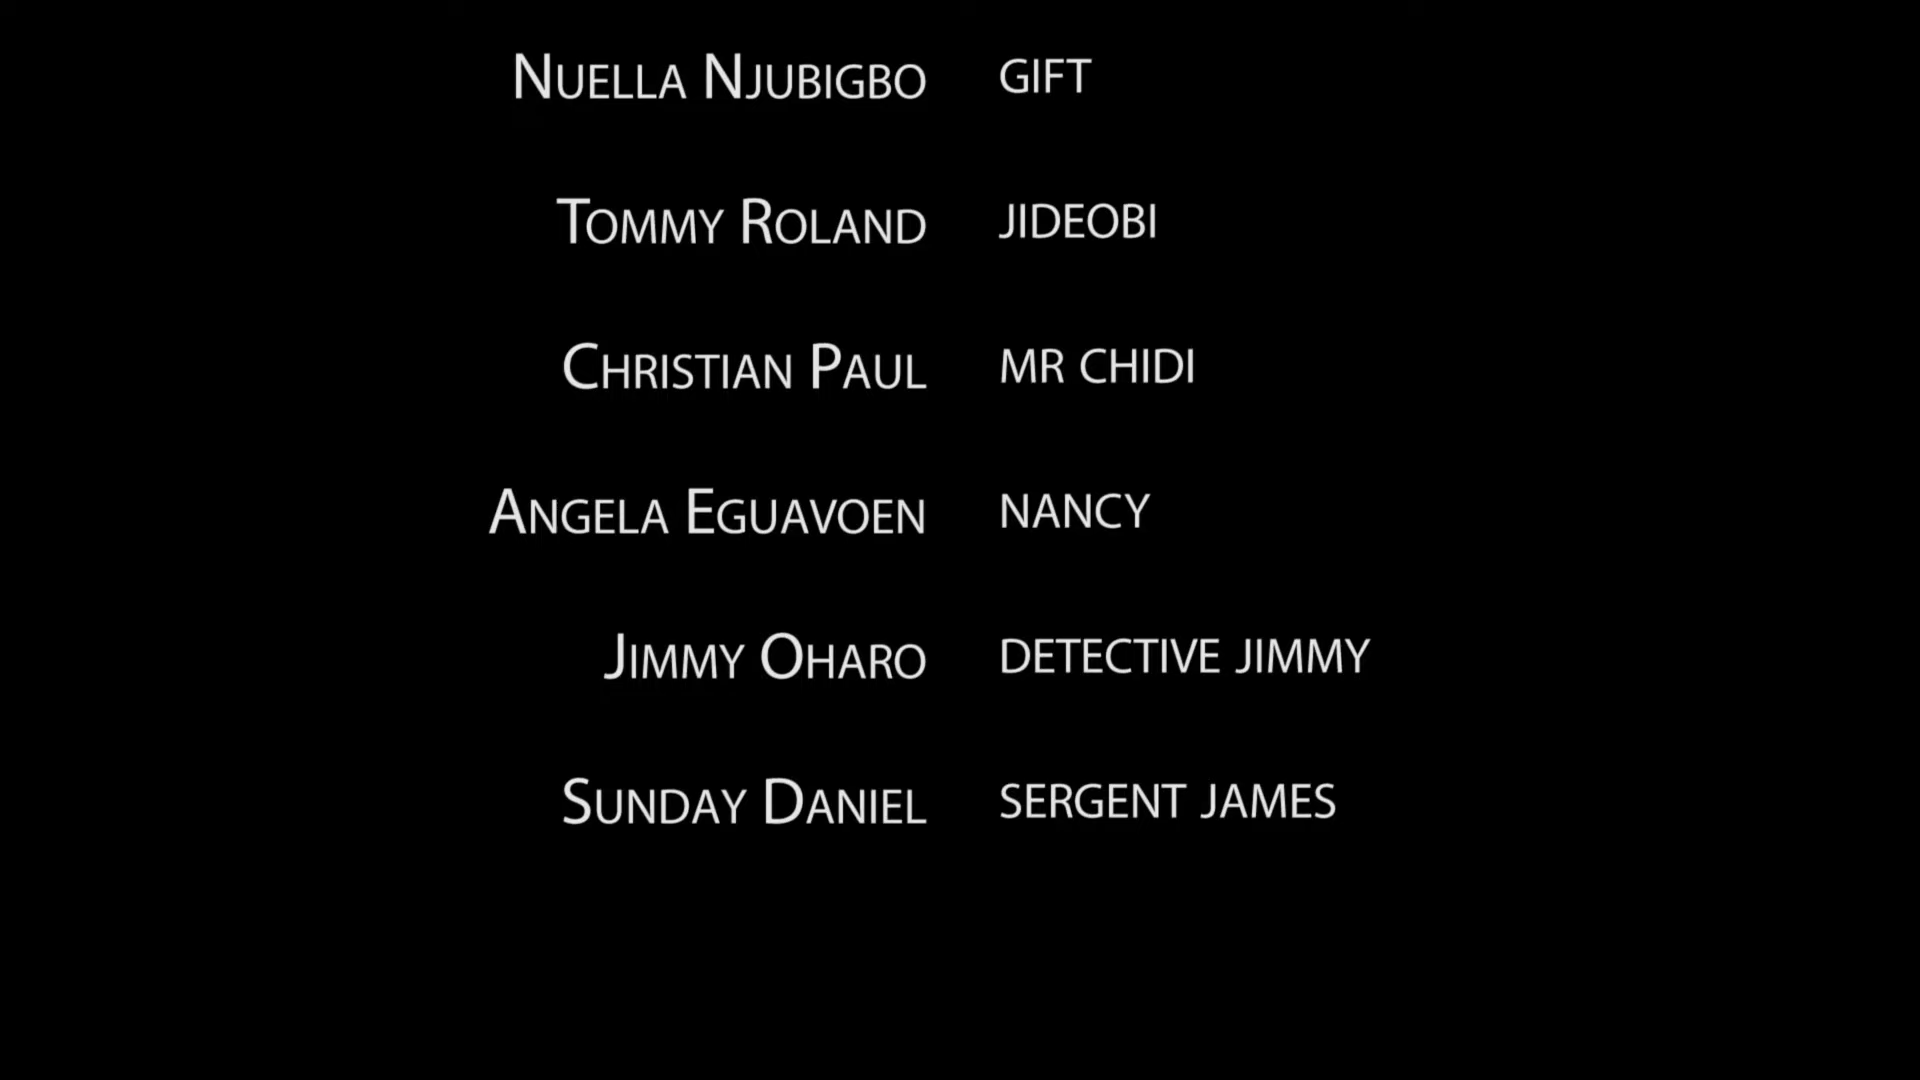 Nuella Njubigbo GIFT
Tommy Roland JIDEOBI
Christian Paul MR CHIDI
Angela Eguavoen NANCY
Jimmy Oharo DETECTIVE JIMMY
Sunday Daniel SERGENT JAMES